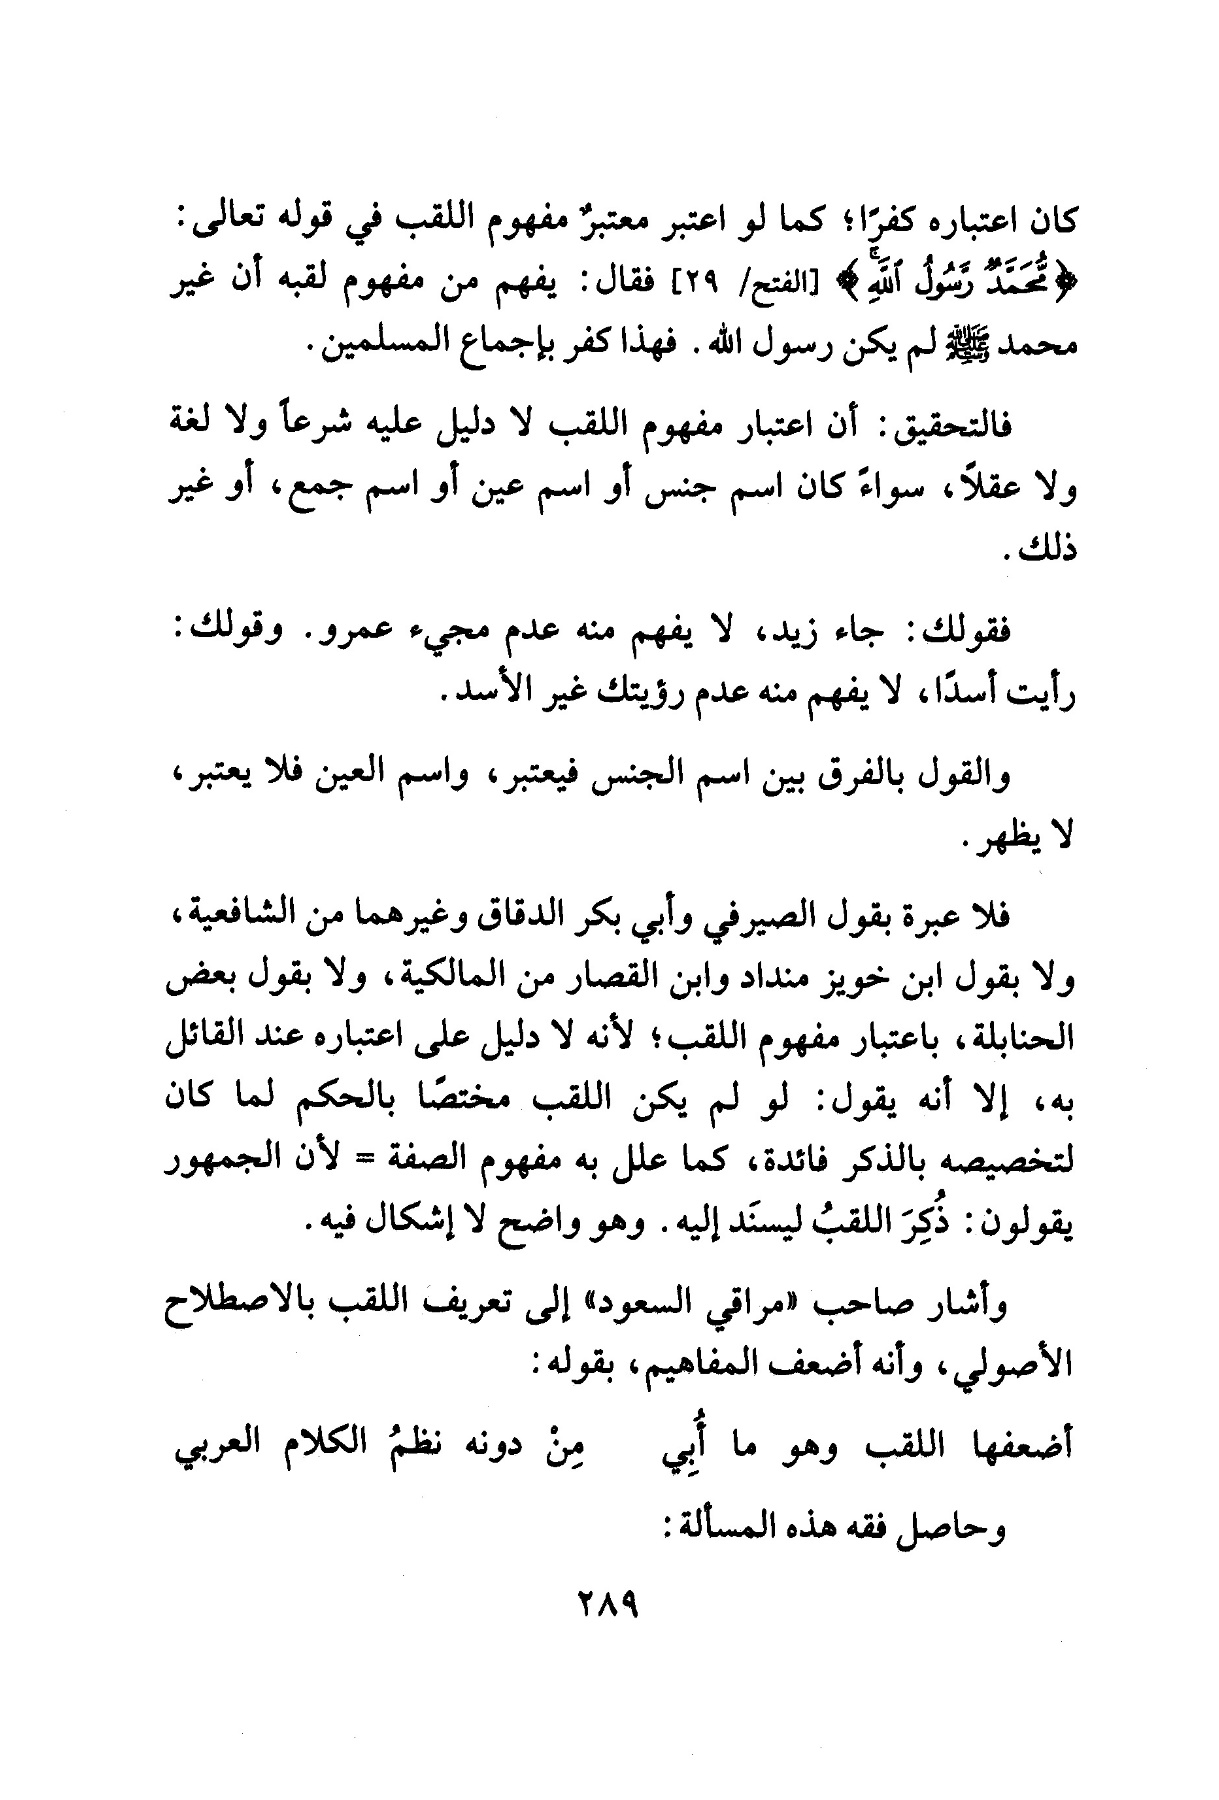 كان اعتباره كفرًا؛ كما لو اعتبر معتبرٌ مفهوم اللقب في قوله تعالى:
﴿مُّحَمَّدٌ رَّسُولُ ٱللَّهِۚ﴾ [الفتح/ ٢٩] فقال: يفهم من مفهوم لقبه أن غير
محمد ﷺ لم يكن رسول الله. فهذا كفر بإجماع المسلمين.
فالتحقيق: أن اعتبار مفهوم اللقب لا دليل عليه شرعاً ولا لغة
ولا عقلاً، سواءً كان اسم جنس أو اسم عين أو اسم جمع، أو غير
ذلك.
فقولك: جاء زيد، لا يفهم منه عدم مجيء عمرو. وقولك:
رأيت أسدًا، لا يفهم منه عدم رؤيتك غير الأسد.
والقول بالفرق بين اسم الجنس فيعتبر، واسم العين فلا يعتبر،
لا يظهر.
فلا عبرة بقول الصيرفي وأبي بكر الدقاق وغيرهما من الشافعية،
ولا بقول ابن خويز منداد وابن القصار من المالكية، ولا بقول بعض
الحنابلة، باعتبار مفهوم اللقب؛ لأنه لا دليل على اعتباره عند القائل
به، إلا أنه يقول: لو لم يكن اللقب مختصًا بالحكم لما كان
لتخصيصه بالذكر فائدة، كما علل به مفهوم الصفة = لأن الجمهور
يقولون: ذُكِرَ اللقبُ ليسنَد إليه. وهو واضح لا إشكال فيه.
وأشار صاحب «مراقي السعود» إلى تعريف اللقب بالاصطلاح
الأصولي، وأنه أضعف المفاهيم، بقوله:
أضعفها اللقب وهو ما أُبِي مِنْ دونه نظمُ الكلام العربي
وحاصل فقه هذه المسألة:
٢٨٩